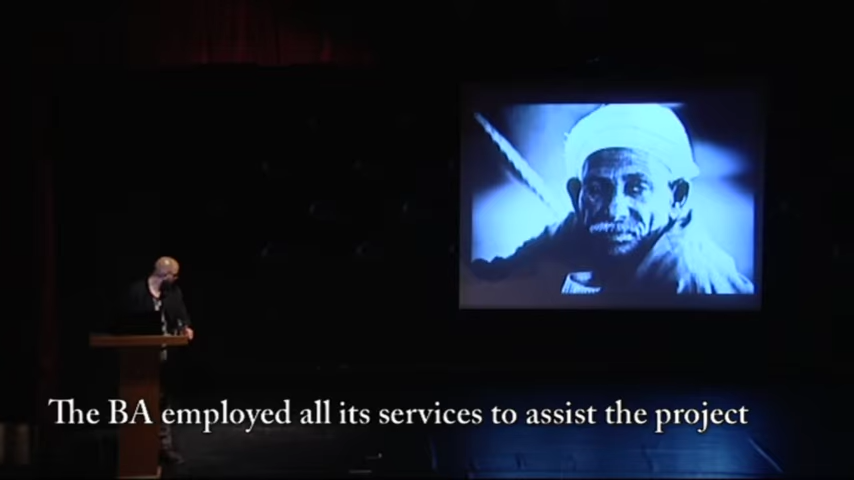 The BA employed all its services to assist the project